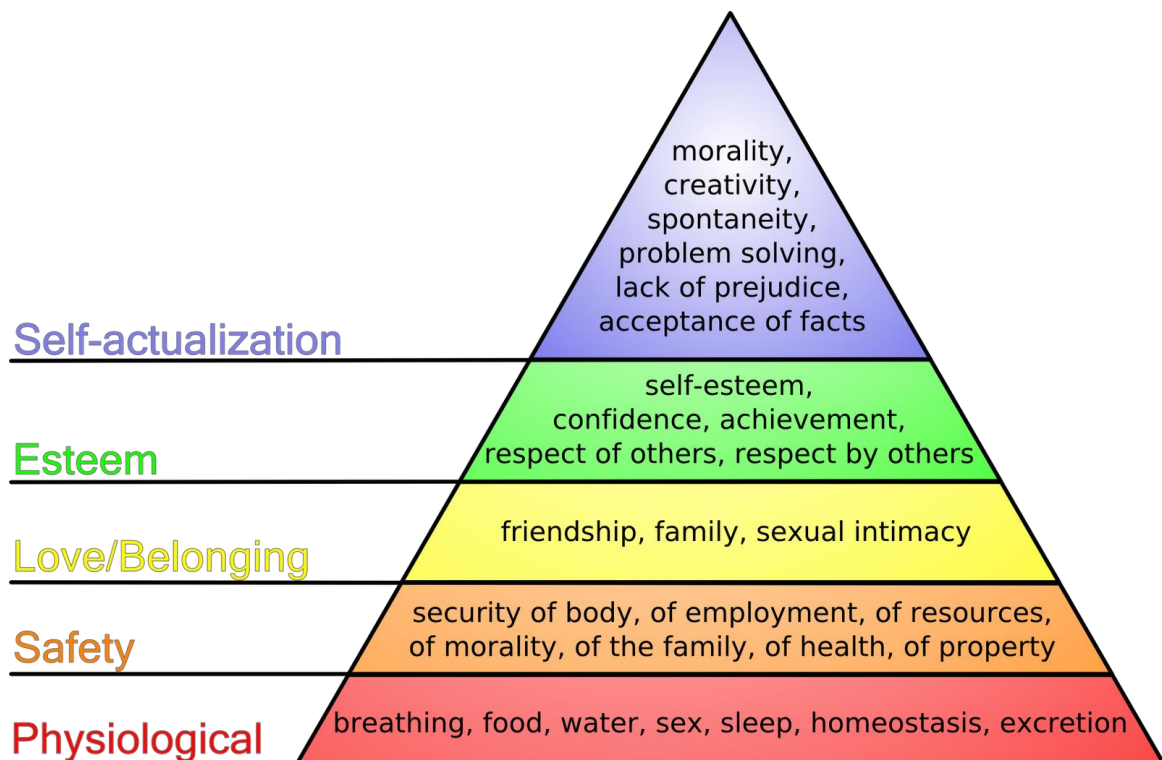 morality,
creativity,
spontaneity,
problem solving,
lack of prejudice,
acceptance of facts
Self-actualization
self-esteem,
confidence, achievement,
respect of others, respect by others
Esteem
friendship, family, sexual intimacy
Love/Belonging
security of body, of employment, of resources,
of morality, of the family, of health, of property
Safety
breathing, food, water, sex, sleep, homeostasis, excretion
Physiological